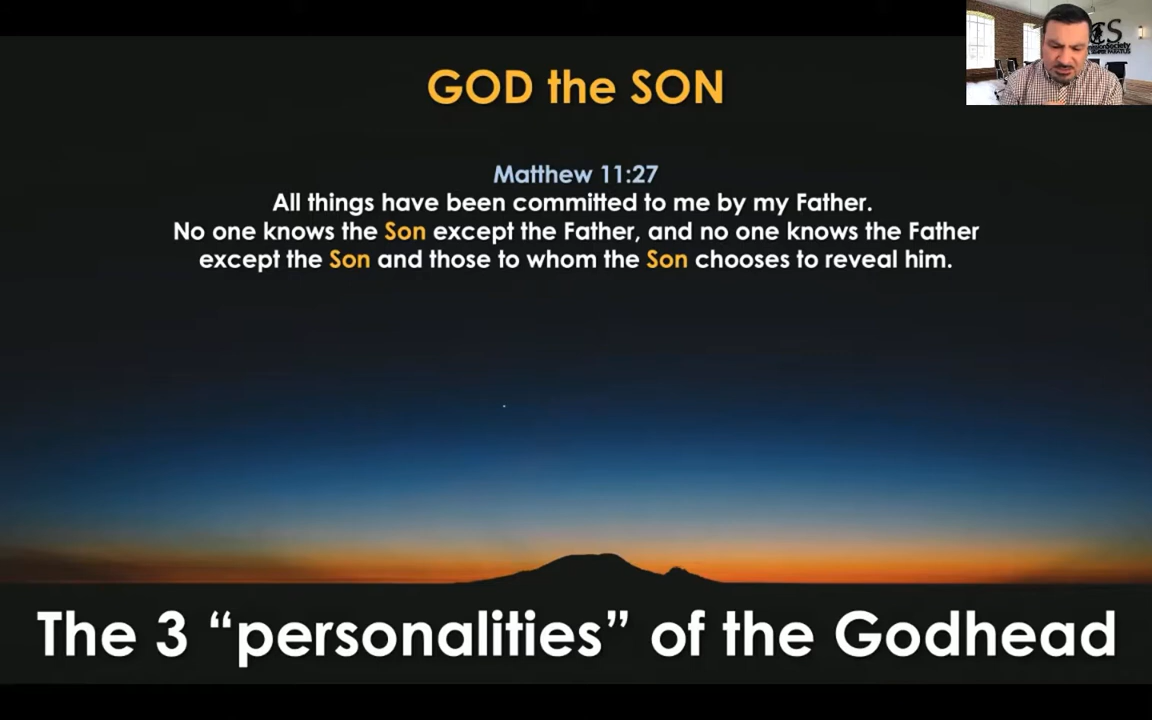 GOD the SON
Matthew 11:27
All things have been committed to me by my Father.
No one knows the Son except the Father, and no one knows the Father
except the Son and those to whom the Son chooses to reveal him.
The 3 “personalities” of the Godhead